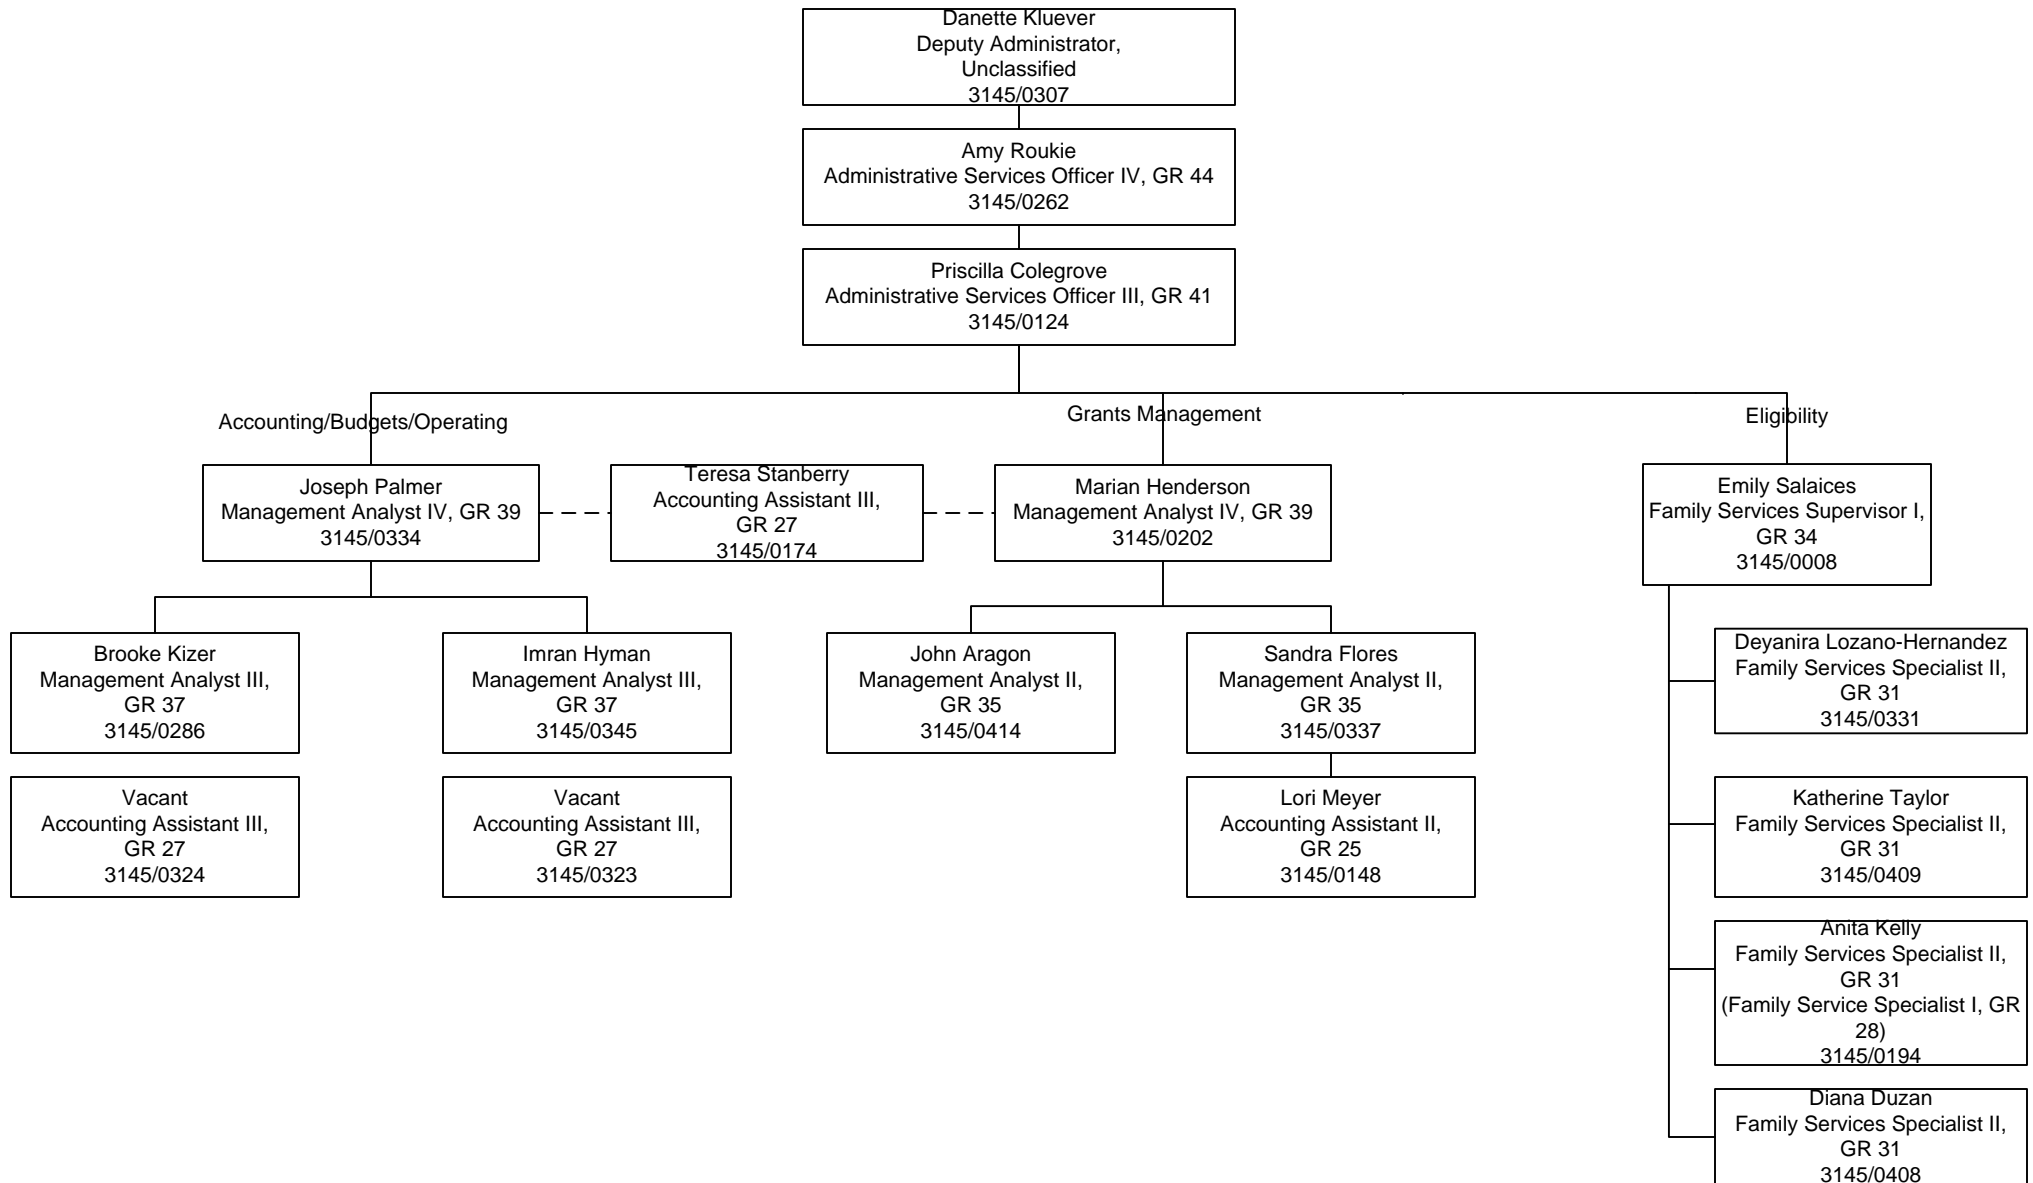 Danette Kluever
Deputy Administrator,
Unclassified
3145/0307
Amy Roukie
Administrative Services Officer IV, GR 44
3145/0262
Priscilla Colegrove
Administrative Services Officer III, GR 41
3145/0124
Accounting/Budgets/Operating
Grants Management
Eligibility
Joseph Palmer
Management Analyst IV, GR 39
3145/0334
Teresa Stanberry
Accounting Assistant III,
GR 27
3145/0174
Marian Henderson
Management Analyst IV, GR 39
3145/0202
Emily Salaices
Family Services Supervisor I,
GR 34
3145/0008
Brooke Kizer
Management Analyst III,
GR 37
3145/0286
Imran Hyman
Management Analyst III,
GR 37
3145/0345
John Aragon
Management Analyst II,
GR 35
3145/0414
Sandra Flores
Management Analyst II,
GR 35
3145/0337
Deyanira Lozano-Hernandez
Family Services Specialist II,
GR 31
3145/0331
Vacant
Accounting Assistant III,
GR 27
3145/0324
Vacant
Accounting Assistant III,
GR 27
3145/0323
Lori Meyer
Accounting Assistant II,
GR 25
3145/0148
Katherine Taylor
Family Services Specialist II,
GR 31
3145/0409
Anita Kelly
Family Services Specialist II,
GR 31
(Family Service Specialist I, GR
28)
3145/0194
Diana Duzan
Family Services Specialist II,
GR 31
3145/0408